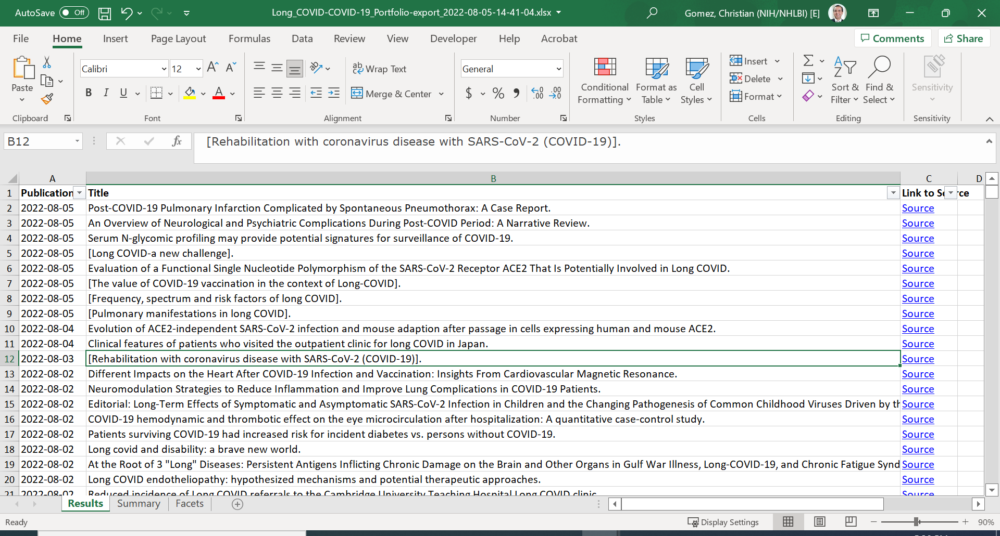 AutoSave Off Long_COVID-COVID-19_Portfolio-export_2022-08-05-14-41-04.xlsx Gomez, Christian (NIH/NHLBI) [E]
File Home Insert Page Layout Formulas Data Review View Developer Help Acrobat Comments Share
Paste
Clipboard
Calibri 12
B I U
Font
Wrap Text
Merge & Center
Alignment
General
$ % 9
Number
Conditional Formatting
Format as Table
Cell Styles
Styles
Insert
Delete
Format
Cells
Sort & Filter
Find & Select
Editing
Sensitivity
Sensitivity
B12 fx [Rehabilitation with coronavirus disease with SARS-CoV-2 (COVID-19)].
A B C D
1 Publication Title Link to Source
2 2022-08-05 Post-COVID-19 Pulmonary Infarction Complicated by Spontaneous Pneumothorax: A Case Report. Source
3 2022-08-05 An Overview of Neurological and Psychiatric Complications During Post-COVID Period: A Narrative Review. Source
4 2022-08-05 Serum N-glycomic profiling may provide potential signatures for surveillance of COVID-19. Source
5 2022-08-05 [Long COVID-a new challenge]. Source
6 2022-08-05 Evaluation of a Functional Single Nucleotide Polymorphism of the SARS-CoV-2 Receptor ACE2 That Is Potentially Involved in Long COVID. Source
7 2022-08-05 [The value of COVID-19 vaccination in the context of Long-COVID]. Source
8 2022-08-05 [Frequency, spectrum and risk factors of long COVID]. Source
9 2022-08-05 [Pulmonary manifestations in long COVID]. Source
10 2022-08-04 Evolution of ACE2-independent SARS-CoV-2 infection and mouse adaption after passage in cells expressing human and mouse ACE2. Source
11 2022-08-04 Clinical features of patients who visited the outpatient clinic for long COVID in Japan. Source
12 2022-08-03 [Rehabilitation with coronavirus disease with SARS-CoV-2 (COVID-19)]. Source
13 2022-08-02 Different Impacts on the Heart After COVID-19 Infection and Vaccination: Insights From Cardiovascular Magnetic Resonance. Source
14 2022-08-02 Neuromodulation Strategies to Reduce Inflammation and Improve Lung Complications in COVID-19 Patients. Source
15 2022-08-02 Editorial: Long-Term Effects of Symptomatic and Asymptomatic SARS-CoV-2 Infection in Children and the Changing Pathogenesis of Common Childhood Viruses Driven by th Source
16 2022-08-02 COVID-19 hemodynamic and thrombotic effect on the eye microcirculation after hospitalization: A quantitative case-control study. Source
17 2022-08-02 Patients surviving COVID-19 had increased risk for incident diabetes vs. persons without COVID-19. Source
18 2022-08-02 Long covid and disability: a brave new world. Source
19 2022-08-02 At the Root of 3 "Long" Diseases: Persistent Antigens Inflicting Chronic Damage on the Brain and Other Organs in Gulf War Illness, Long-COVID-19, and Chronic Fatigue Synd Source
20 2022-08-02 Long COVID endotheliopathy: hypothesized mechanisms and potential therapeutic approaches. Source
21 2022-08-02 Reduced incidence of Long COVID referrals to the Cambridge University Teaching Hospital Long COVID clinic. Source
Results Summary Facets
Ready Display Settings 90%